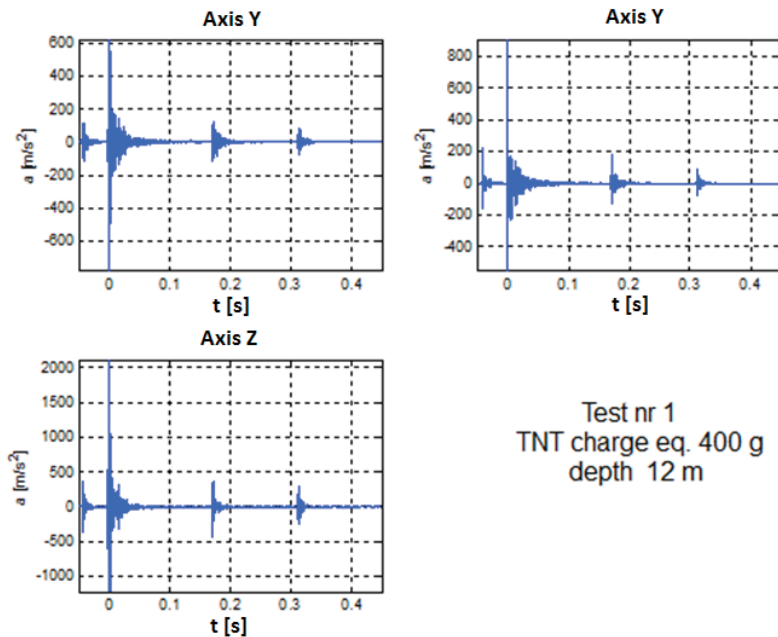 Axis Y
600
400
200
0
-200
-400
-600
a [m/s²]
0 0.1 0.2 0.3 0.4
t [s]
Axis Y
800
600
400
200
0
-200
-400
a [m/s²]
0 0.1 0.2 0.3 0.4
t [s]
Axis Z
2000
1500
1000
500
0
-500
-1000
a [m/s²]
0 0.1 0.2 0.3 0.4
t [s]
Test nr 1
TNT charge eq. 400 g
depth 12 m